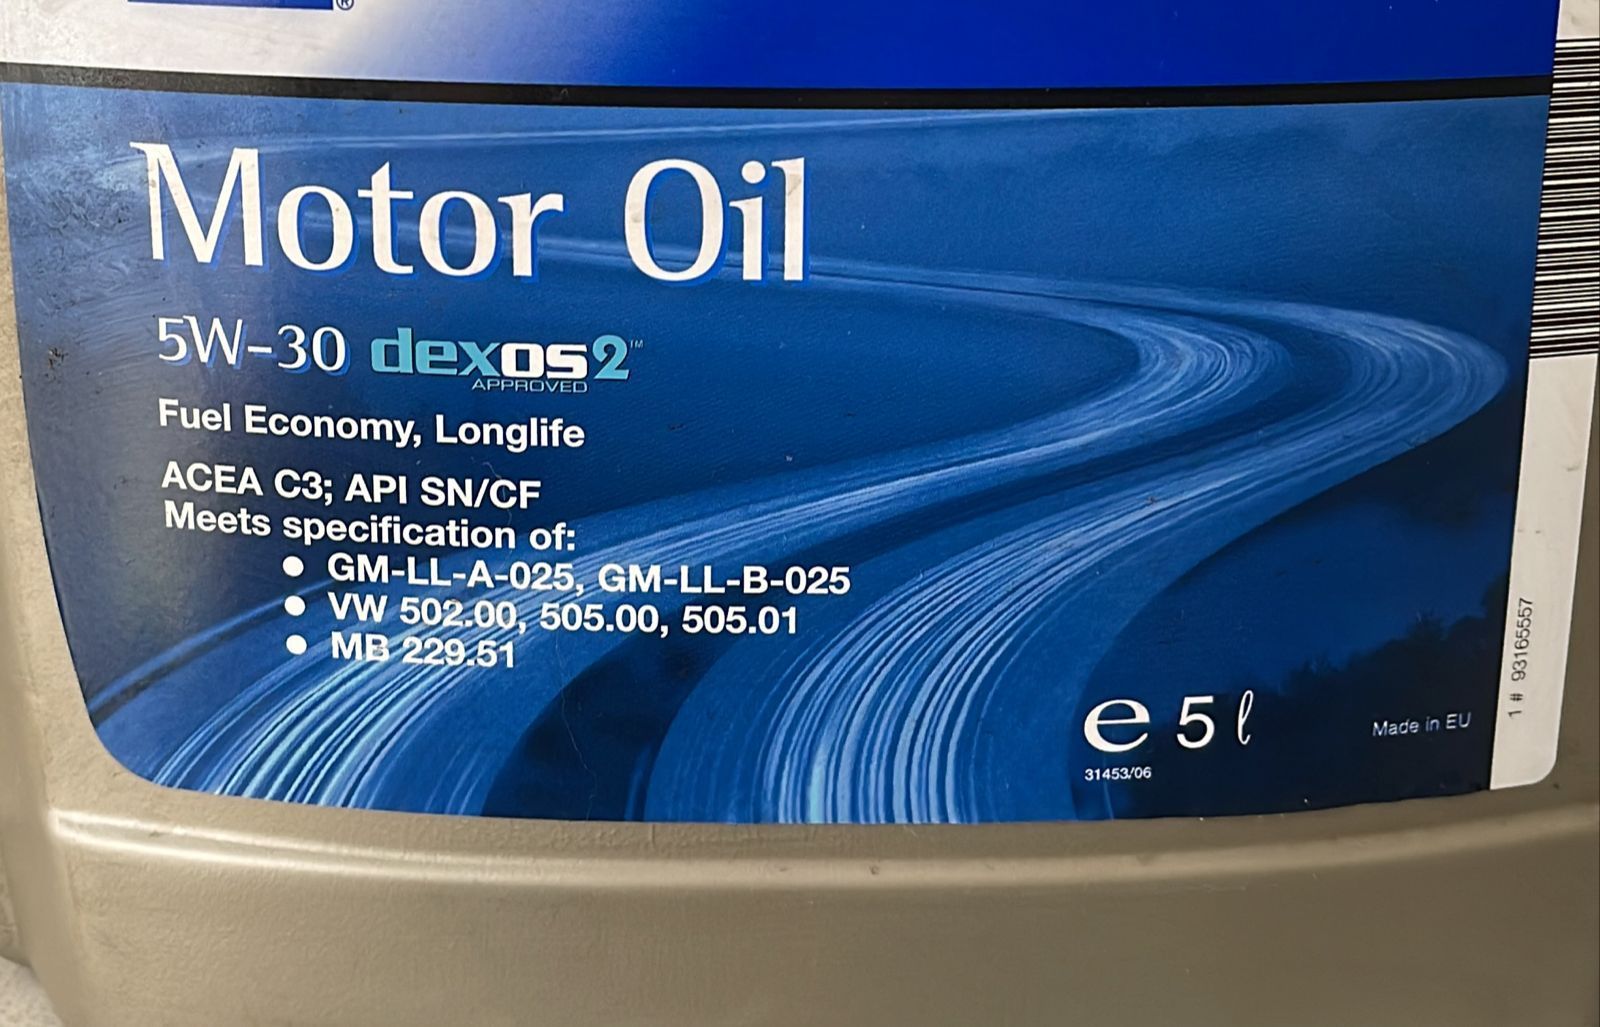 ®
Motor Oil
5W-30 dexos2™
APPROVED
Fuel Economy, Longlife
ACEA C3; API SN/CF
Meets specification of:
● GM-LL-A-025, GM-LL-B-025
● VW 502.00, 505.00, 505.01
● MB 229.51
e 5 ℓ
31453/06
Made in EU
1 # 93165557